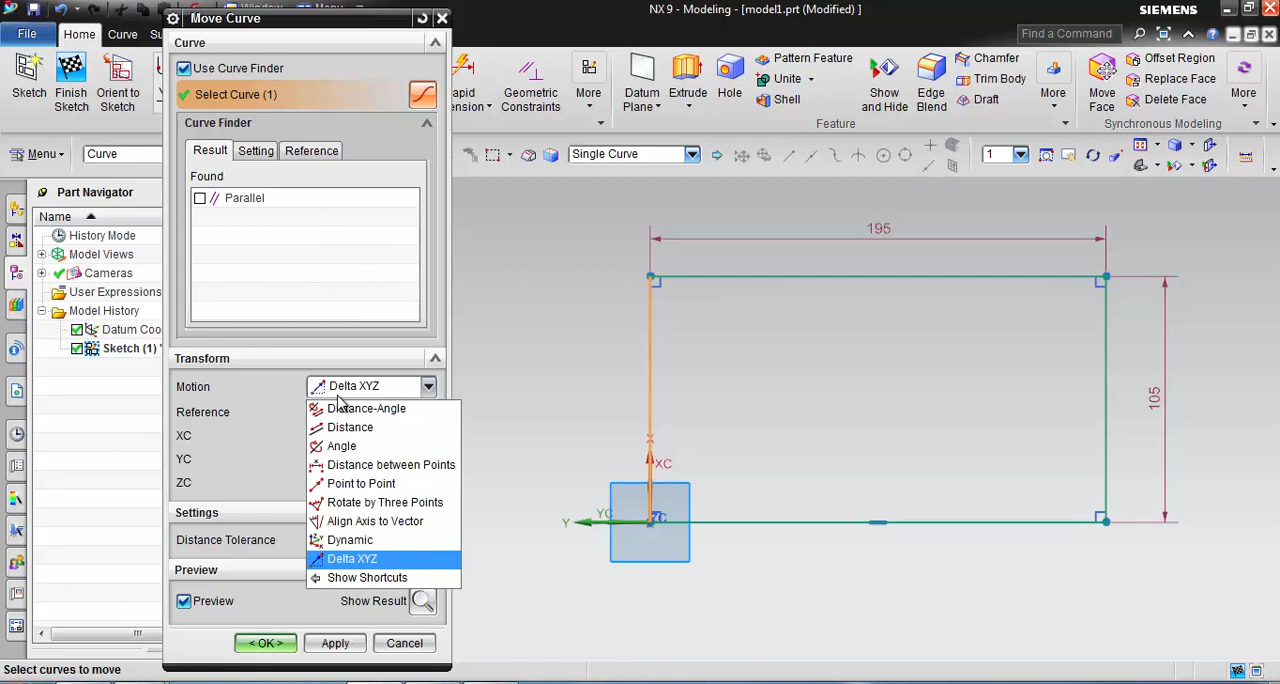 Window
Menu
NX 9 - Modeling - [model1.prt (Modified) ]
SIEMENS
Move Curve
File
Home
Curve
Find a Command
Curve
Use Curve Finder
Select Curve (1)
Curve Finder
Result
Setting
Reference
Found
Parallel
Transform
Motion
Delta XYZ
Reference
XC
YC
ZC
Settings
Distance Tolerance
Preview
Preview
Show Result
< OK >
Apply
Cancel
Distance-Angle
Distance
Angle
Distance between Points
Point to Point
Rotate by Three Points
Align Axis to Vector
Dynamic
Delta XYZ
Show Shortcuts
Sketch
Finish Sketch
Orient to Sketch
Geometric Constraints
More
Datum Plane
Extrude
Hole
Pattern Feature
Unite
Shell
Show and Hide
Edge Blend
Chamfer
Trim Body
Draft
More
Feature
Move Face
Offset Region
Replace Face
Delete Face
More
Synchronous Modeling
Menu
Curve
Single Curve
1
Part Navigator
Name
History Mode
Model Views
Cameras
User Expressions
Model History
Datum Coo
Sketch (1) "
Select curves to move
195
105
X
XC
Y
YC
ZC